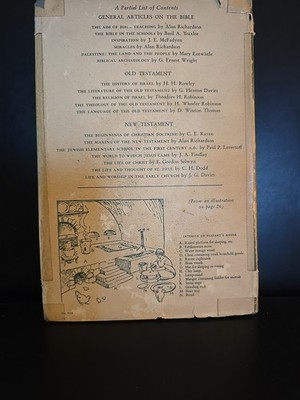 A Partial List of Contents
GENERAL ARTICLES ON THE BIBLE
THE AIM OF TEACHING by Alan Richardson
THE BIBLE IN THE SCHOOLS by Basil A. Yeaxlee
INSPIRATION by J. E. McFadyen
MIRACLES by Alan Richardson
PALESTINE: THE LAND AND THE PEOPLE by Mary Entwistle
BIBLICAL ARCHAEOLOGY by G. Ernest Wright
OLD TESTAMENT
THE HISTORY OF ISRAEL by H. H. Rowley
THE LITERATURE OF THE OLD TESTAMENT by G. Henton Davies
THE RELIGION OF ISRAEL by Theodore H. Robinson
THE THEOLOGY OF THE OLD TESTAMENT by H. Wheeler Robinson
THE LANGUAGE OF THE OLD TESTAMENT by D. Winton Thomas
NEW TESTAMENT
THE BEGINNINGS OF CHRISTIAN DOCTRINE by C. E. Raven
THE MAKING OF THE NEW TESTAMENT by Alan Richardson
THE JEWISH ELEMENTARY SCHOOL OF THE FIRST CENTURY A.D. by Paul P. Levertoff
THE WORLD TO WHICH JESUS CAME by J. A. Findlay
THE LIFE OF CHRIST by E. Gordon Selwyn
THE LIFE AND THOUGHT OF ST. PAUL by C. H. Dodd
LIFE AND WORSHIP IN THE EARLY CHURCH by J. G. Davies
(From an illustration
on page 24)
INTERIOR OF PEASANT'S HOUSE